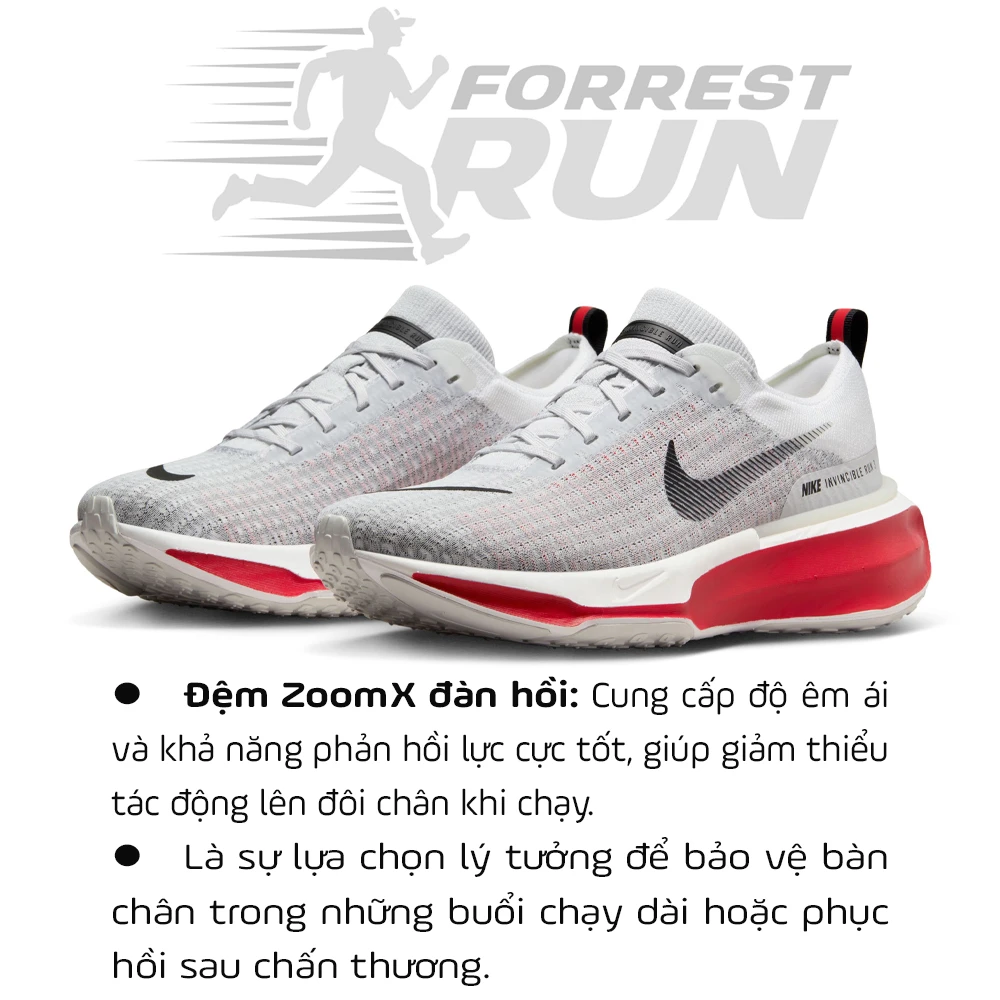 FORREST
RUN
INVINCIBLE RUN
NIKE INVINCIBLE RUN
● Đệm ZoomX đàn hồi: Cung cấp độ êm ái
và khả năng phản hồi lực cực tốt, giúp giảm thiểu
tác động lên đôi chân khi chạy.
● Là sự lựa chọn lý tưởng để bảo vệ bàn
chân trong những buổi chạy dài hoặc phục
hồi sau chấn thương.